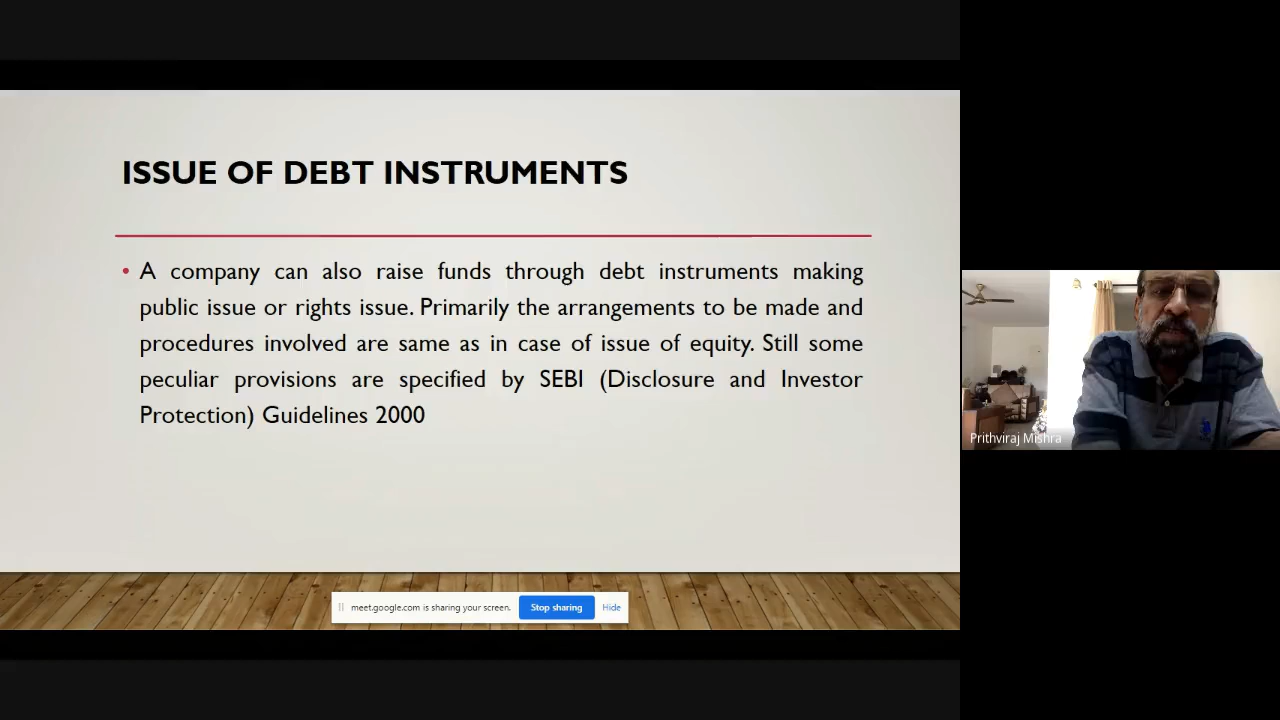 ISSUE OF DEBT INSTRUMENTS
• A company can also raise funds through debt instruments making
public issue or rights issue. Primarily the arrangements to be made and
procedures involved are same as in case of issue of equity. Still some
peculiar provisions are specified by SEBI (Disclosure and Investor
Protection) Guidelines 2000
meet.google.com is sharing your screen. Stop sharing Hide
Prithviraj Mishra